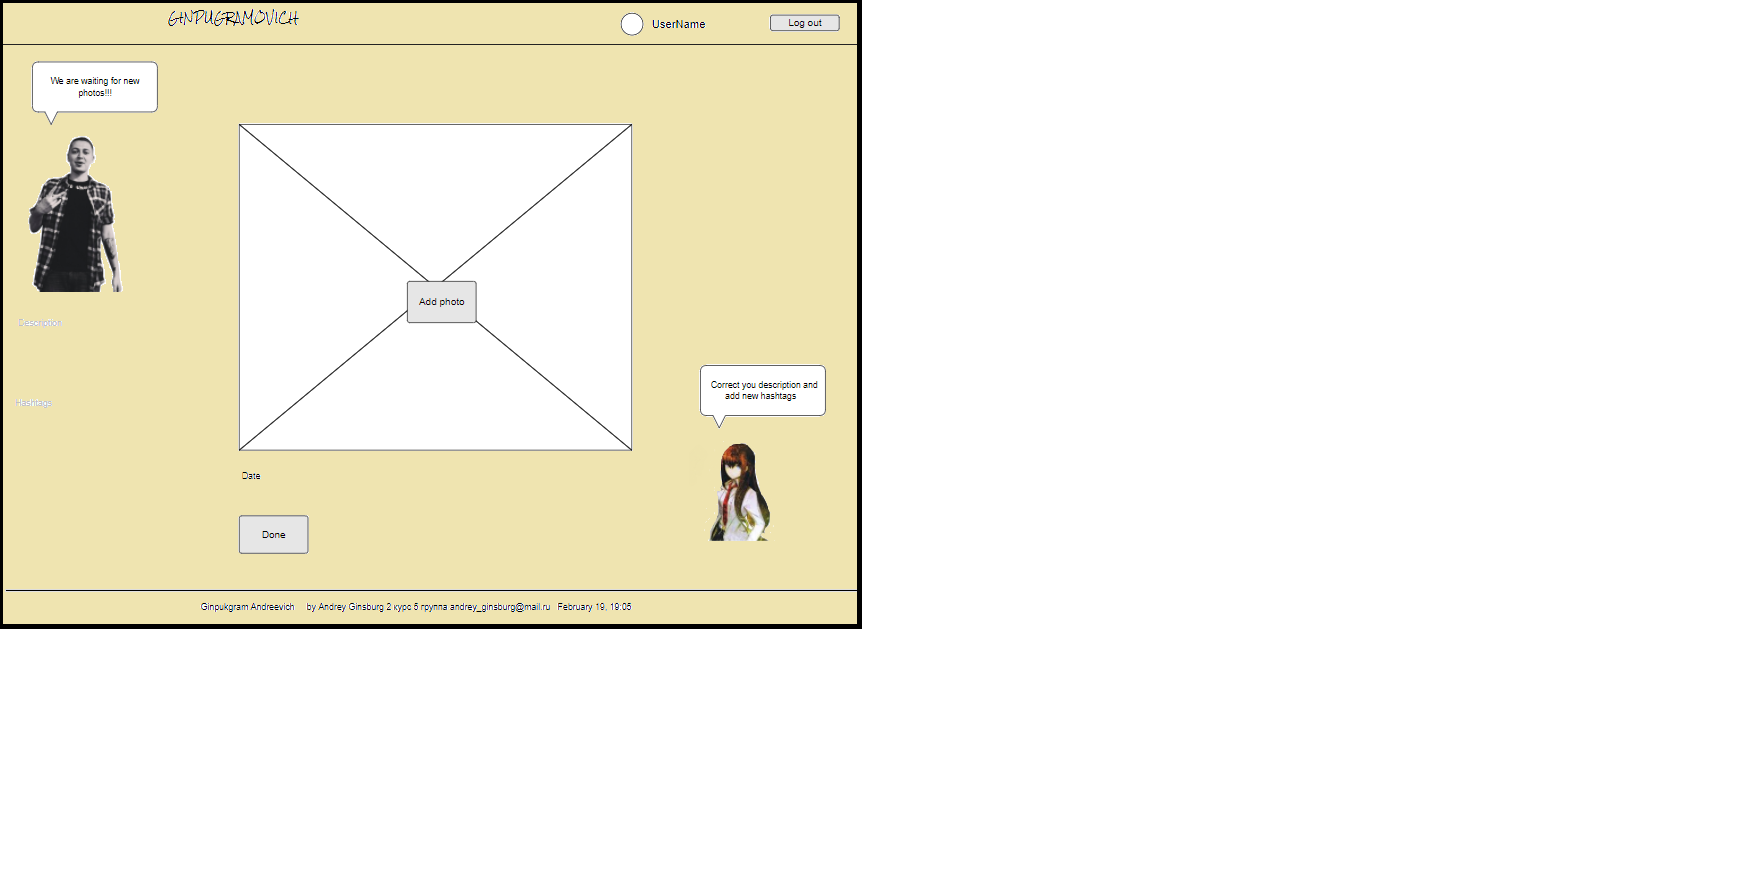 GINPUGRAMOVICH
UserName
Log out
We are waiting for new
photos!!!
Add photo
Description
Hashtags
Correct you description and
add new hashtags
Date
Done
Ginpukgram Andreevich by Andrey Ginsburg 2 курс 5 группа andrey_ginsburg@mail.ru February 19, 19:05